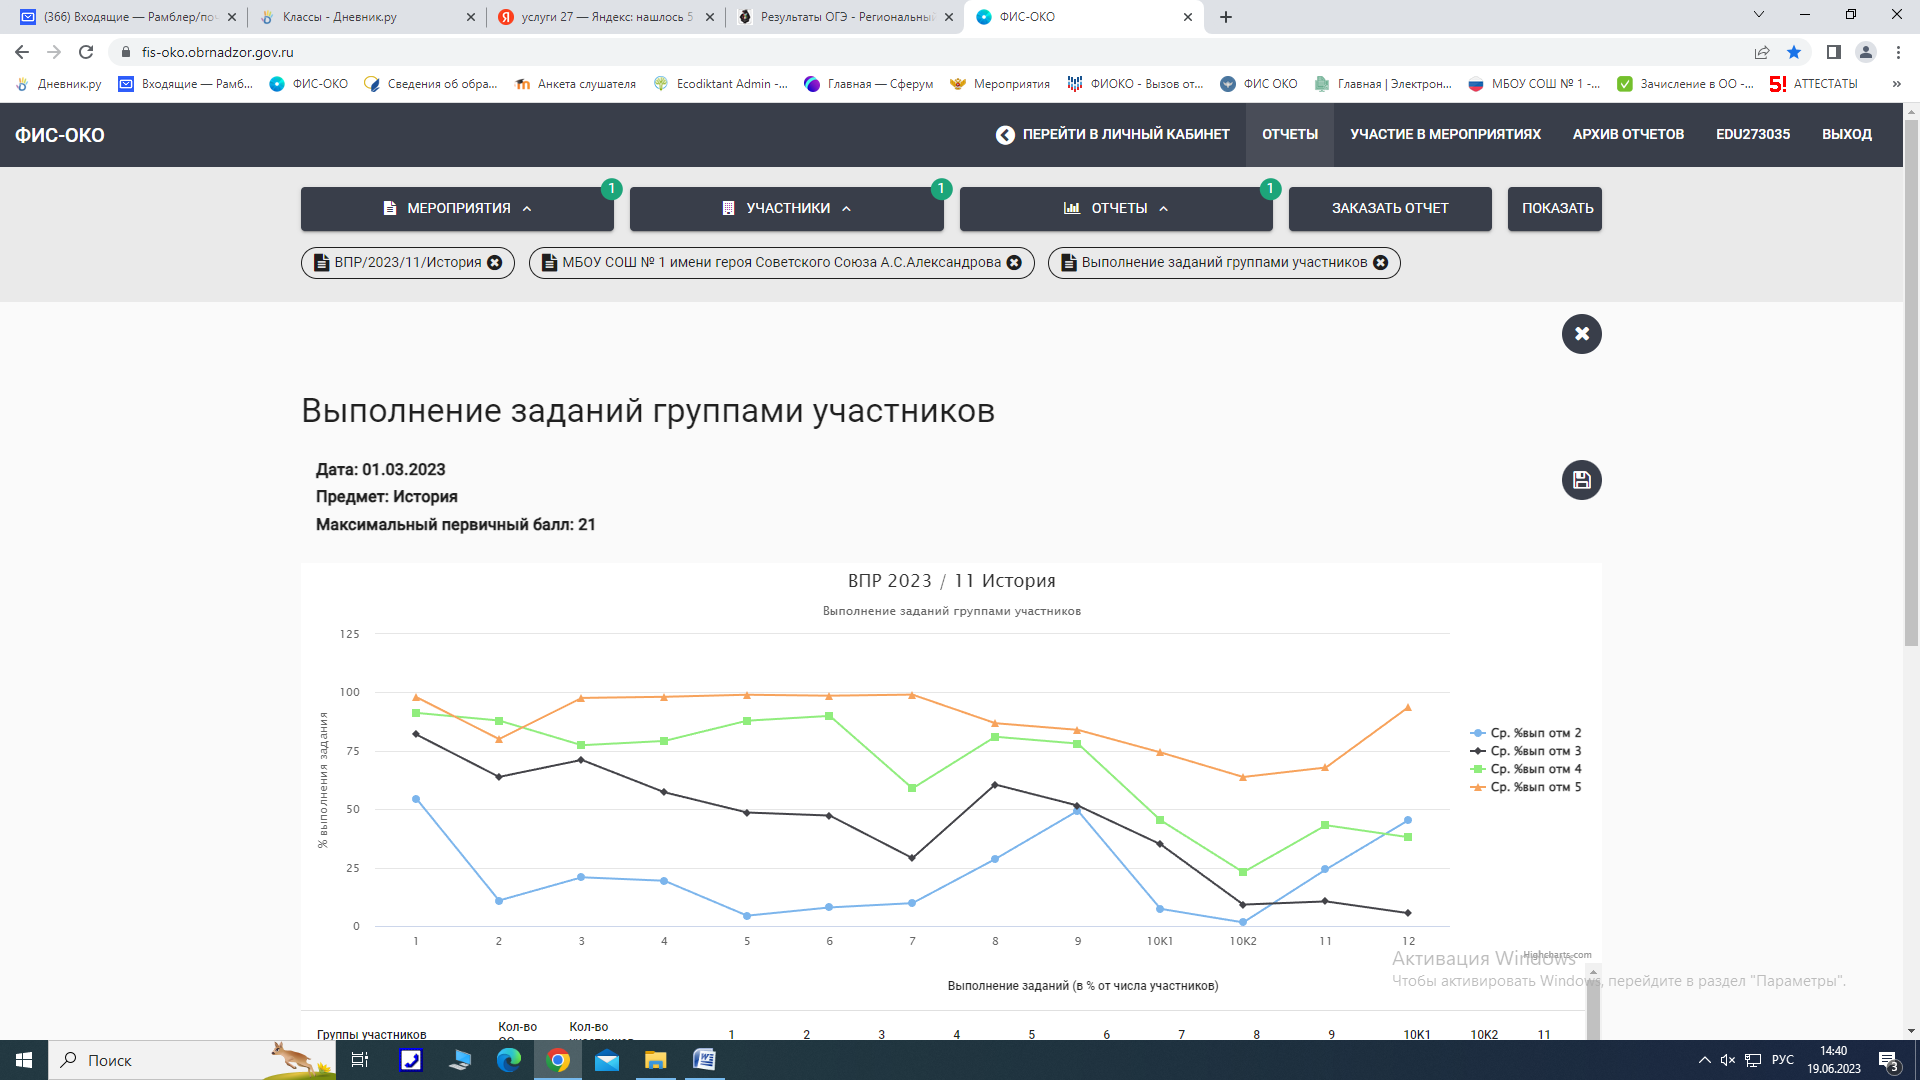 (366) Входящие — Рамблер/по
Классы - Дневник.ру
услуги 27 — Яндекс: нашлось 5
Результаты ОГЭ - Региональный
ФИС-ОКО
fis-oko.obrnadzor.gov.ru
Дневник.ру
Входящие — Рамб...
ФИС-ОКО
Сведения об обра...
Анкета слушателя
Ecodiktant Admin -...
Главная — Сферум
Мероприятия
ФИОКО - Вызов от...
ФИС ОКО
Главная | Электрон...
МБОУ СОШ № 1 -...
Зачисление в ОО -...
5! АТТЕСТАТЫ
»
ФИС-ОКО
ПЕРЕЙТИ В ЛИЧНЫЙ КАБИНЕТ
ОТЧЕТЫ
УЧАСТИЕ В МЕРОПРИЯТИЯХ
АРХИВ ОТЧЕТОВ
EDU273035
ВЫХОД
МЕРОПРИЯТИЯ 1
УЧАСТНИКИ 1
ОТЧЕТЫ 1
ЗАКАЗАТЬ ОТЧЕТ
ПОКАЗАТЬ
ВПР/2023/11/История
МБОУ СОШ № 1 имени героя Советского Союза А.С.Александрова
Выполнение заданий группами участников
Выполнение заданий группами участников
Дата: 01.03.2023
Предмет: История
Максимальный первичный балл: 21
ВПР 2023 / 11 История
Выполнение заданий группами участников
% выполнения задания
125
100
75
50
25
0
1 2 3 4 5 6 7 8 9 10K1 10K2 11 12
Ср. %вып отм 2
Ср. %вып отм 3
Ср. %вып отм 4
Ср. %вып отм 5
Highcharts.com
Активация Windows
Чтобы активировать Windows, перейдите в раздел "Параметры".
Выполнение заданий (в % от числа участников)
Группы участников
Кол-во
Кол-во
1 2 3 4 5 6 7 8 9 10K1 10K2 11
Поиск
РУС
14:40
19.06.2023
3